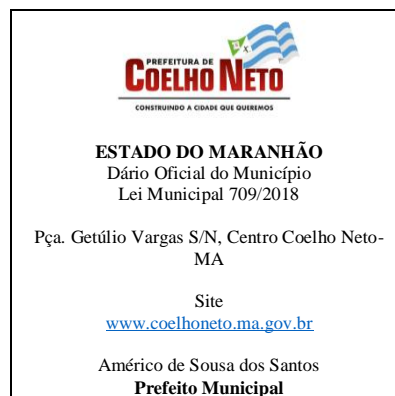 PREFEITURA DE
COELHO NETO
CONSTRUINDO A CIDADE QUE QUEREMOS
ESTADO DO MARANHÃO
Dário Oficial do Município
Lei Municipal 709/2018
Pça. Getúlio Vargas S/N, Centro Coelho Neto-
MA
Site
www.coelhoneto.ma.gov.br
Américo de Sousa dos Santos
Prefeito Municipal